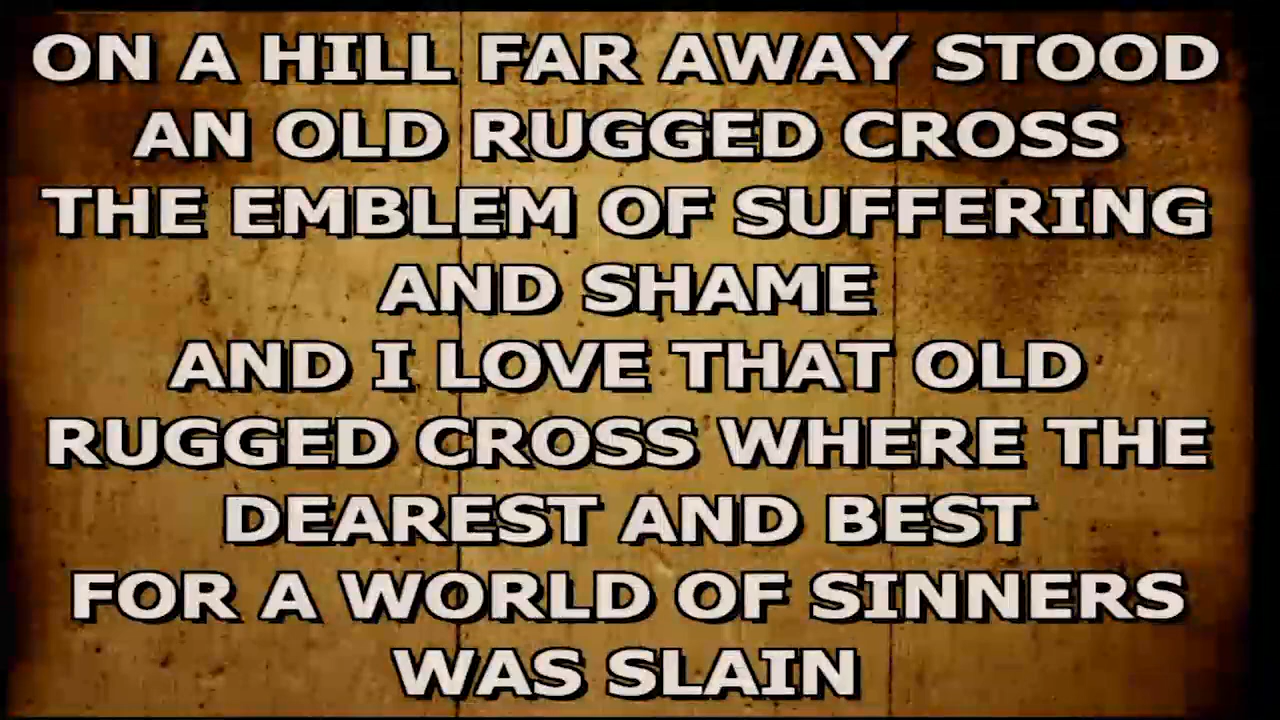 ON A HILL FAR AWAY STOOD
AN OLD RUGGED CROSS
THE EMBLEM OF SUFFERING
AND SHAME
AND I LOVE THAT OLD
RUGGED CROSS WHERE THE
DEAREST AND BEST
FOR A WORLD OF SINNERS
WAS SLAIN